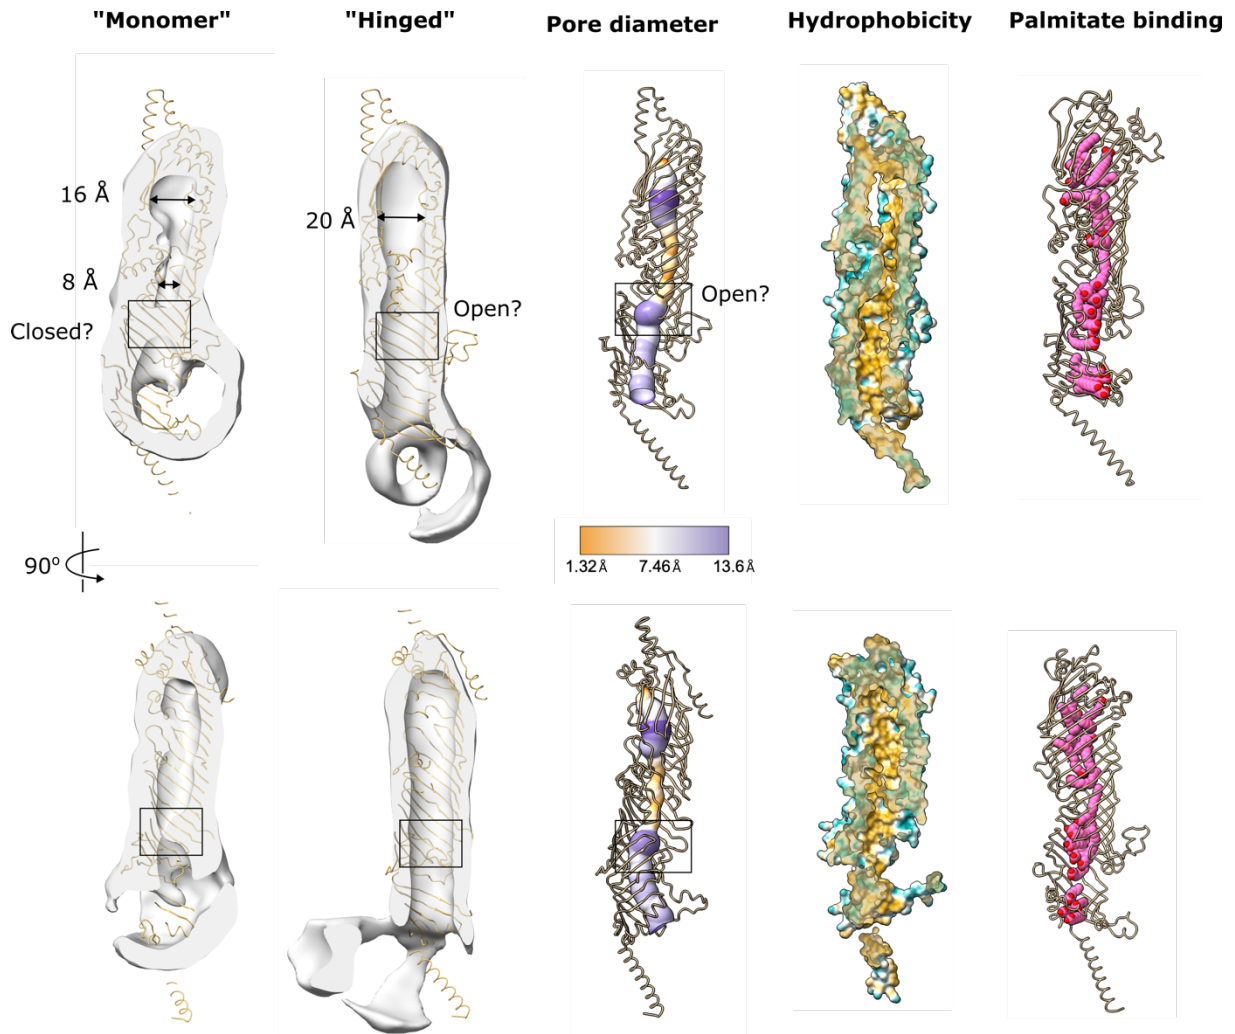 "Monomer"
"Hinged"
Pore diameter
Hydrophobicity
Palmitate binding
16 Å
20 Å
8 Å
Closed?
Open?
Open?
1.32 Å
7.46 Å
13.6 Å
90º